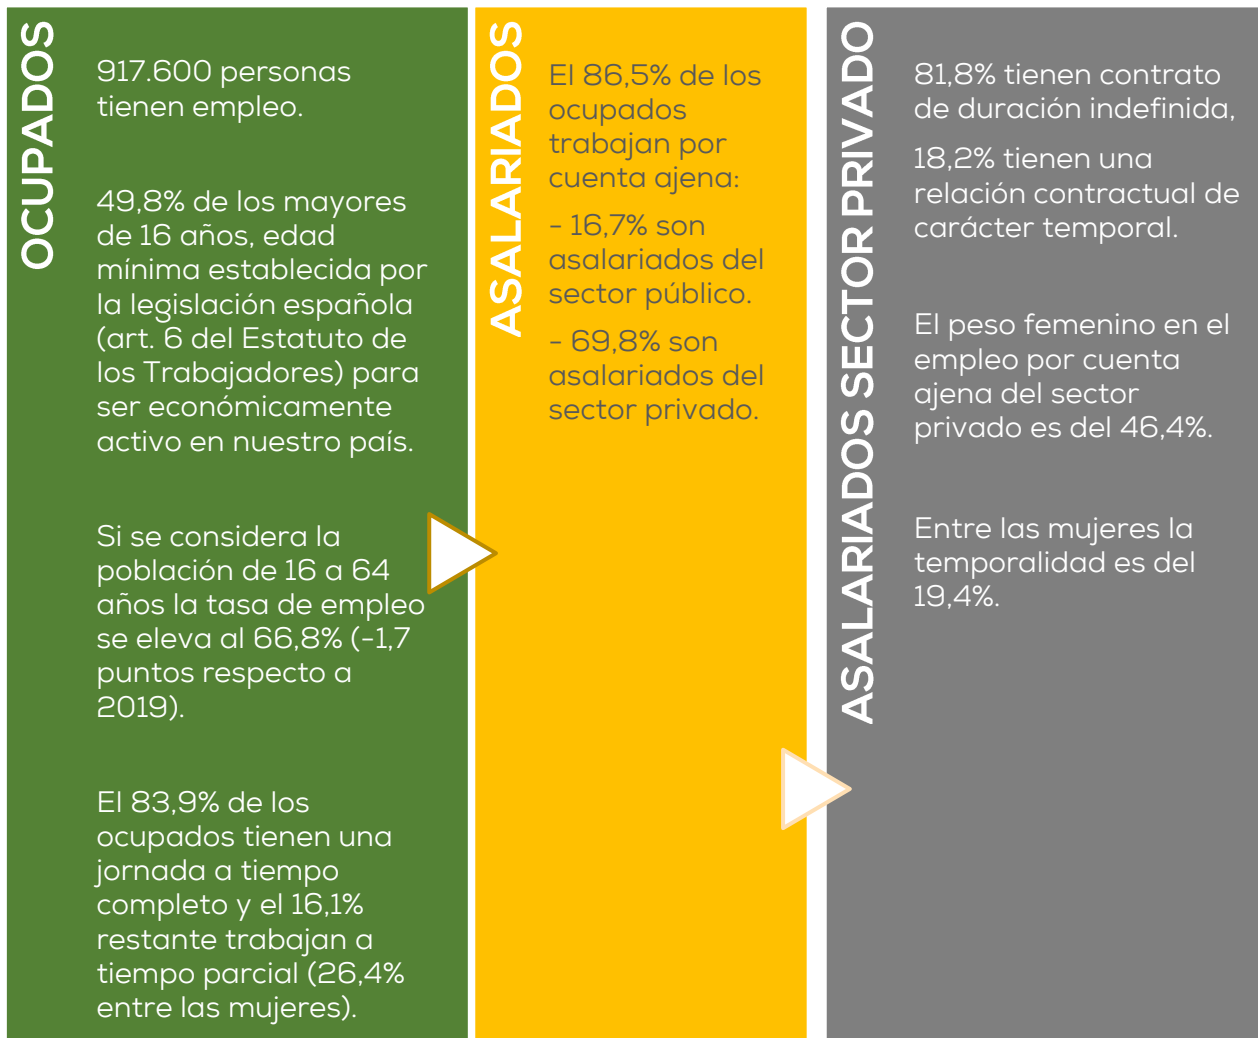 OCUPADOS
917.600 personas
tienen empleo.
49,8% de los mayores
de 16 años, edad
mínima establecida por
la legislación española
(art. 6 del Estatuto de
los Trabajadores) para
ser económicamente
activo en nuestro país.
Si se considera la
población de 16 a 64
años la tasa de empleo
se eleva al 66,8% (-1,7
puntos respecto a
2019).
El 83,9% de los
ocupados tienen una
jornada a tiempo
completo y el 16,1%
restante trabajan a
tiempo parcial (26,4%
entre las mujeres).
ASALARIADOS
El 86,5% de los
ocupados
trabajan por
cuenta ajena:
- 16,7% son
asalariados del
sector público.
- 69,8% son
asalariados del
sector privado.
ASALARIADOS SECTOR PRIVADO
81,8% tienen contrato
de duración indefinida,
18,2% tienen una
relación contractual de
carácter temporal.
El peso femenino en el
empleo por cuenta
ajena del sector
privado es del 46,4%.
Entre las mujeres la
temporalidad es del
19,4%.